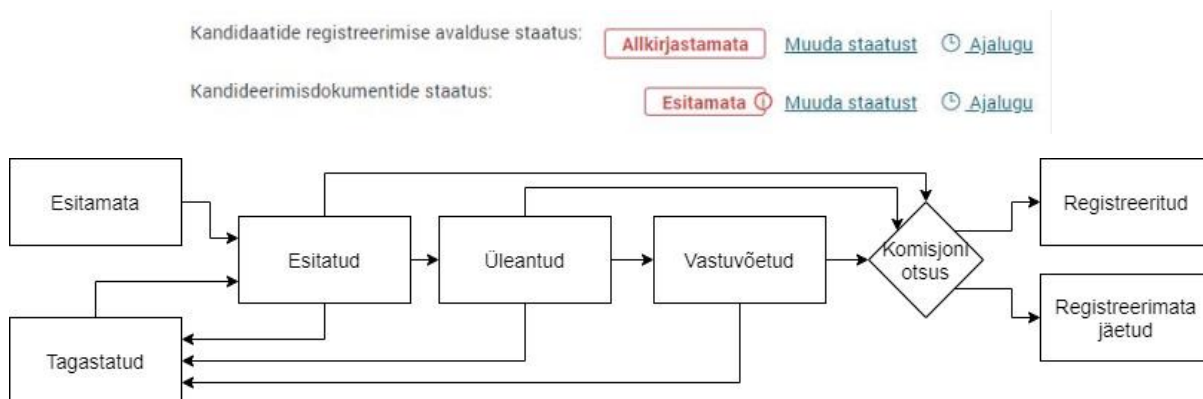 Kandidaatide registreerimise avalduse staatus: Allkirjastamata Muuda staatust Ajalugu
Kandideerimisdokumentide staatus: Esitamata Muuda staatust Ajalugu
Esitamata
Registreeritud
Esitatud
Üleantud
Vastuvõetud
Komisjoni
otsus
Registreerimata
jäetud
Tagastatud